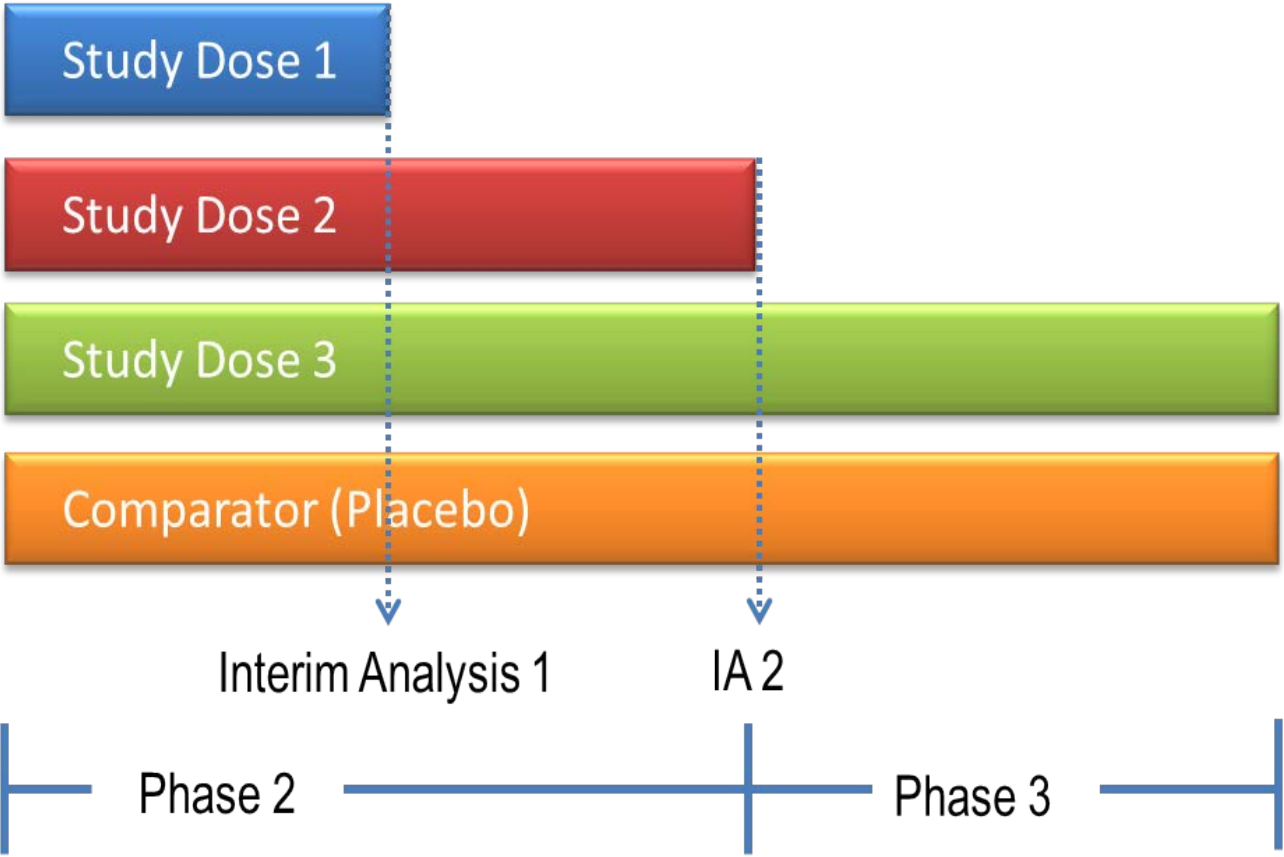 Study Dose 1
Study Dose 2
Study Dose 3
Comparator (Placebo)
Interim Analysis 1
IA 2
Phase 2
Phase 3